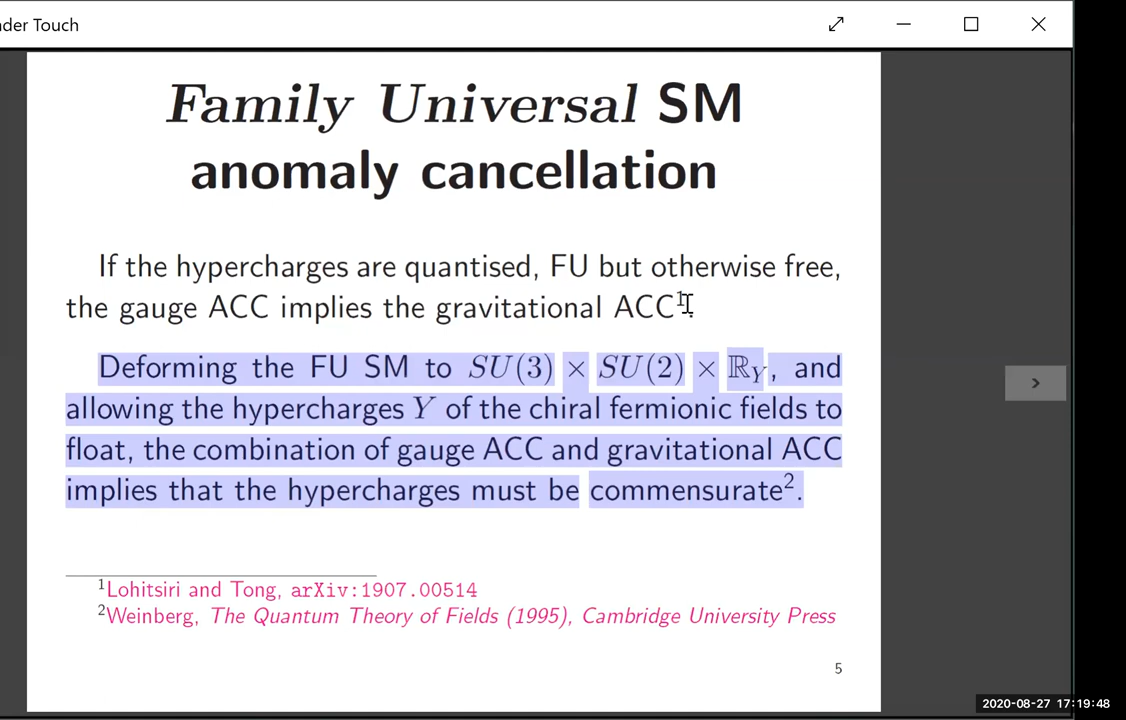 der Touch
Family Universal SM
anomaly cancellation
If the hypercharges are quantised, FU but otherwise free,
the gauge ACC implies the gravitational ACC¹.
Deforming the FU SM to SU(3) × SU(2) × ℝ_Y, and
allowing the hypercharges Y of the chiral fermionic fields to
float, the combination of gauge ACC and gravitational ACC
implies that the hypercharges must be commensurate².
¹Lohitsiri and Tong, arXiv:1907.00514
²Weinberg, The Quantum Theory of Fields (1995), Cambridge University Press
5
2020-08-27 17:19:48